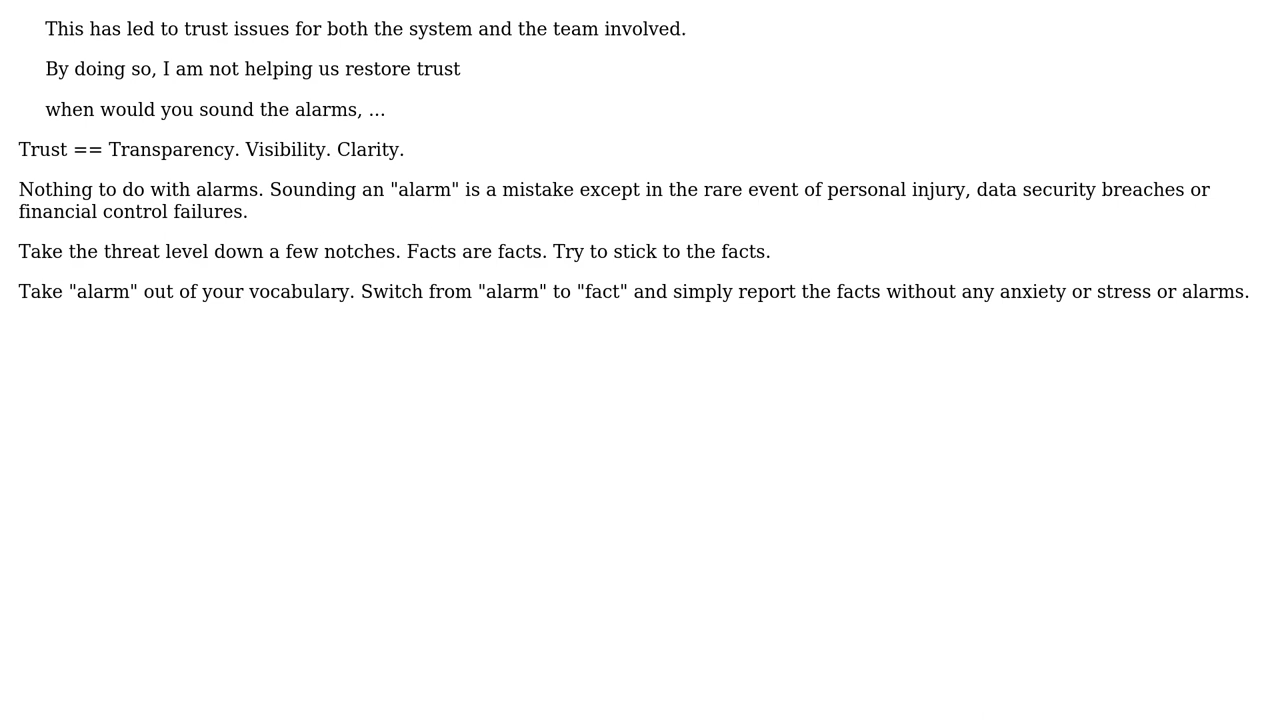 This has led to trust issues for both the system and the team involved.
By doing so, I am not helping us restore trust
when would you sound the alarms, ...
Trust == Transparency. Visibility. Clarity.
Nothing to do with alarms. Sounding an "alarm" is a mistake except in the rare event of personal injury, data security breaches or
financial control failures.
Take the threat level down a few notches. Facts are facts. Try to stick to the facts.
Take "alarm" out of your vocabulary. Switch from "alarm" to "fact" and simply report the facts without any anxiety or stress or alarms.